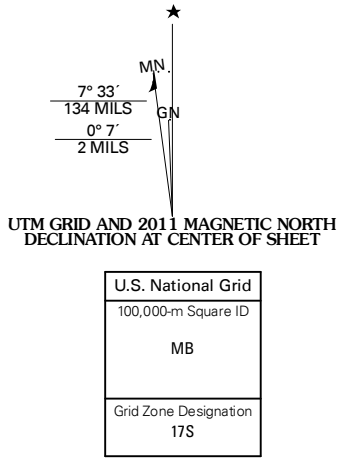 MN
7° 33´
134 MILS
GN
0° 7´
2 MILS
UTM GRID AND 2011 MAGNETIC NORTH
DECLINATION AT CENTER OF SHEET
U.S. National Grid
100,000-m Square ID
MB
Grid Zone Designation
17S